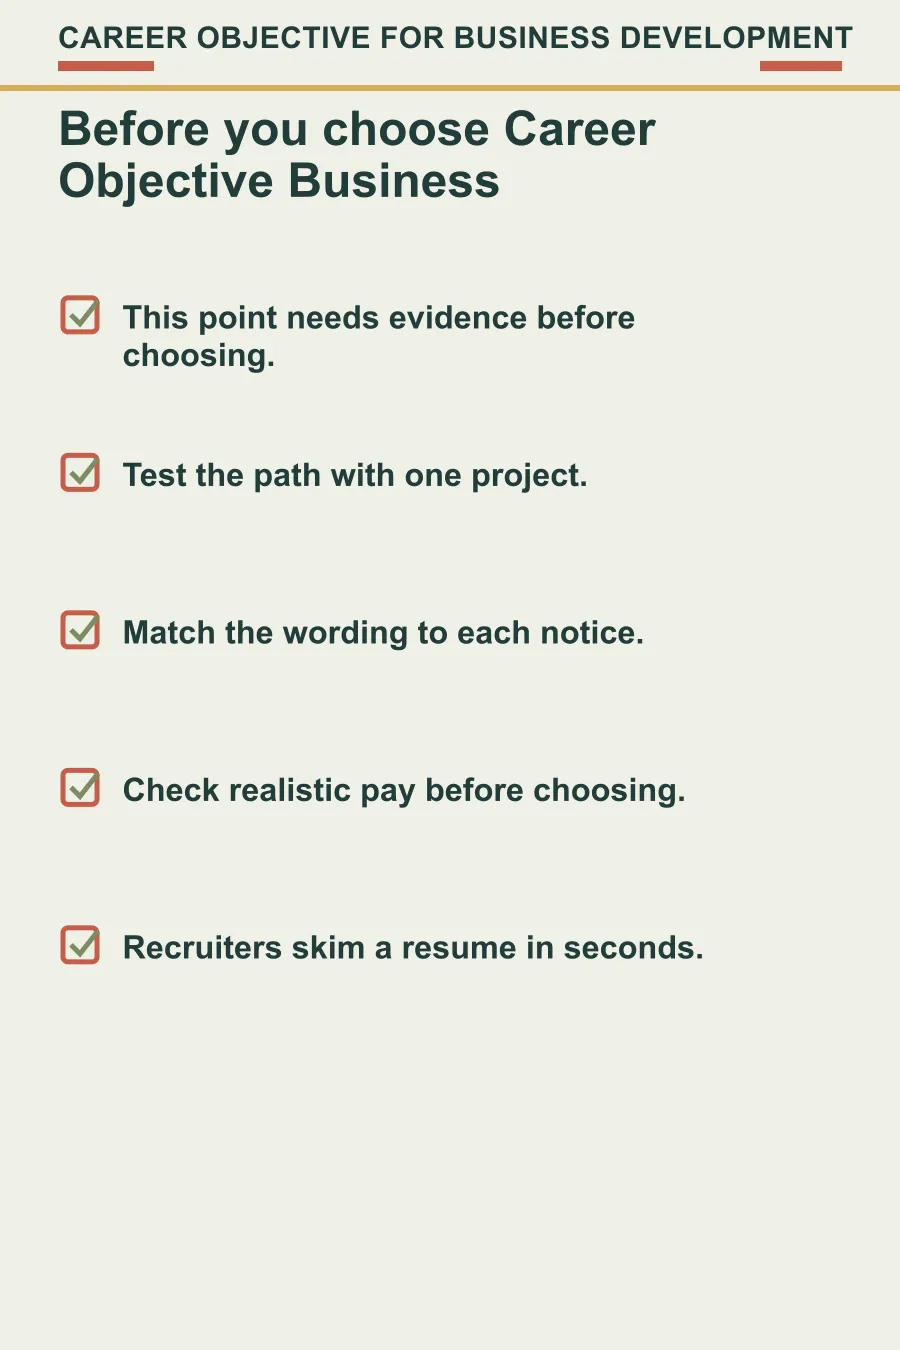 CAREER OBJECTIVE FOR BUSINESS DEVELOPMENT
Before you choose Career
Objective Business
This point needs evidence before
choosing.
Test the path with one project.
Match the wording to each notice.
Check realistic pay before choosing.
Recruiters skim a resume in seconds.